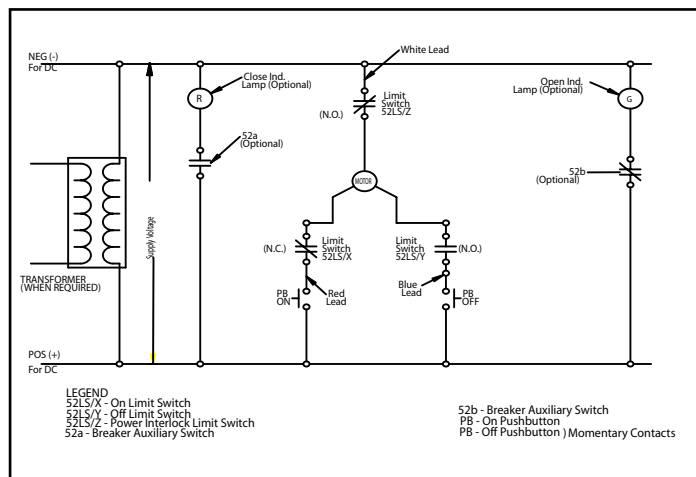 NEG (-)
For DC
White Lead
Close Ind.
Lamp (Optional)
R
Limit
Switch
52LS/Z
(N.O.)
Open Ind.
Lamp (Optional)
G
52a
(Optional)
52b
(Optional)
MOTOR
Supply Voltage
TRANSFORMER
(WHEN REQUIRED)
(N.C.)
Limit
Switch
52LS/X
Limit
Switch
52LS/Y
(N.O.)
PB
ON
Red
Lead
Blue
Lead
PB
OFF
POS (+)
For DC
LEGEND
52LS/X - On Limit Switch
52LS/Y - Off Limit Switch
52LS/Z - Power Interlock Limit Switch
52a - Breaker Auxiliary Switch
52b - Breaker Auxiliary Switch
PB - On Pushbutton
PB - Off Pushbutton ) Momentary Contacts